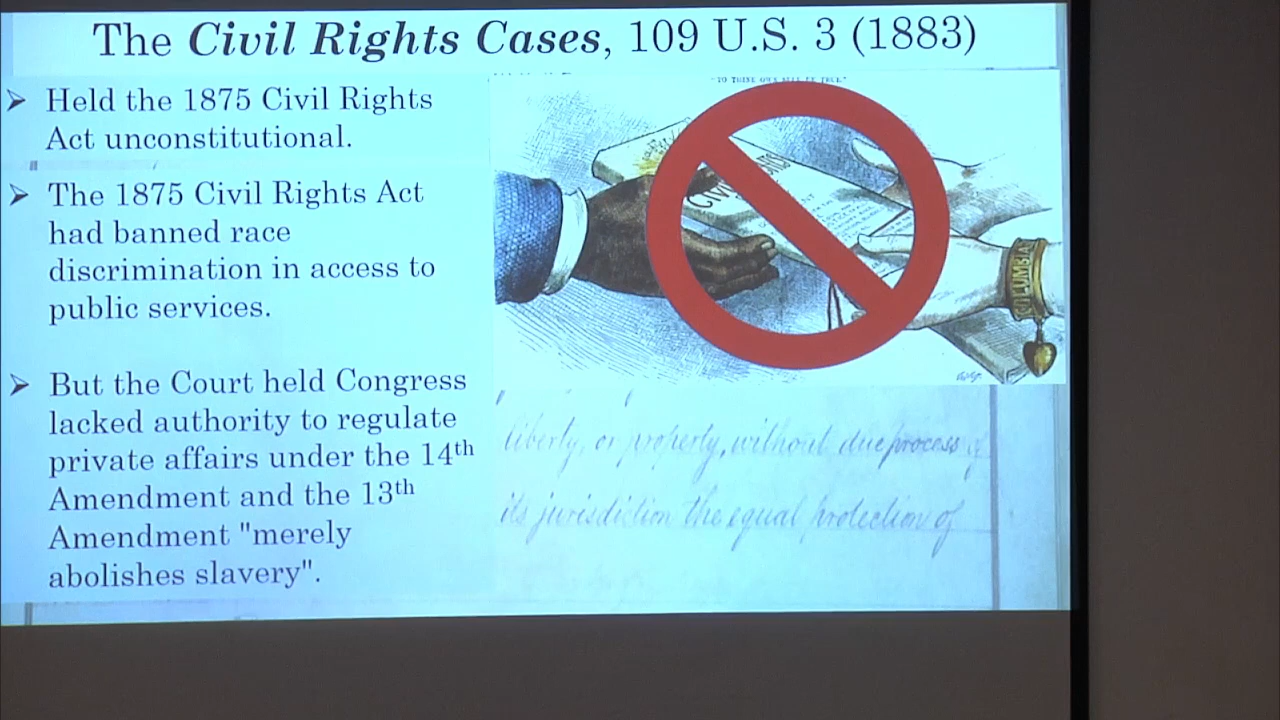 The Civil Rights Cases, 109 U.S. 3 (1883)
➢ Held the 1875 Civil Rights
Act unconstitutional.
➢ The 1875 Civil Rights Act
had banned race
discrimination in access to
public services.
➢ But the Court held Congress
lacked authority to regulate
private affairs under the 14th
Amendment and the 13th
Amendment "merely
abolishes slavery".
COLUMBIA
liberty, or property, without due process of
its jurisdiction the equal protection of